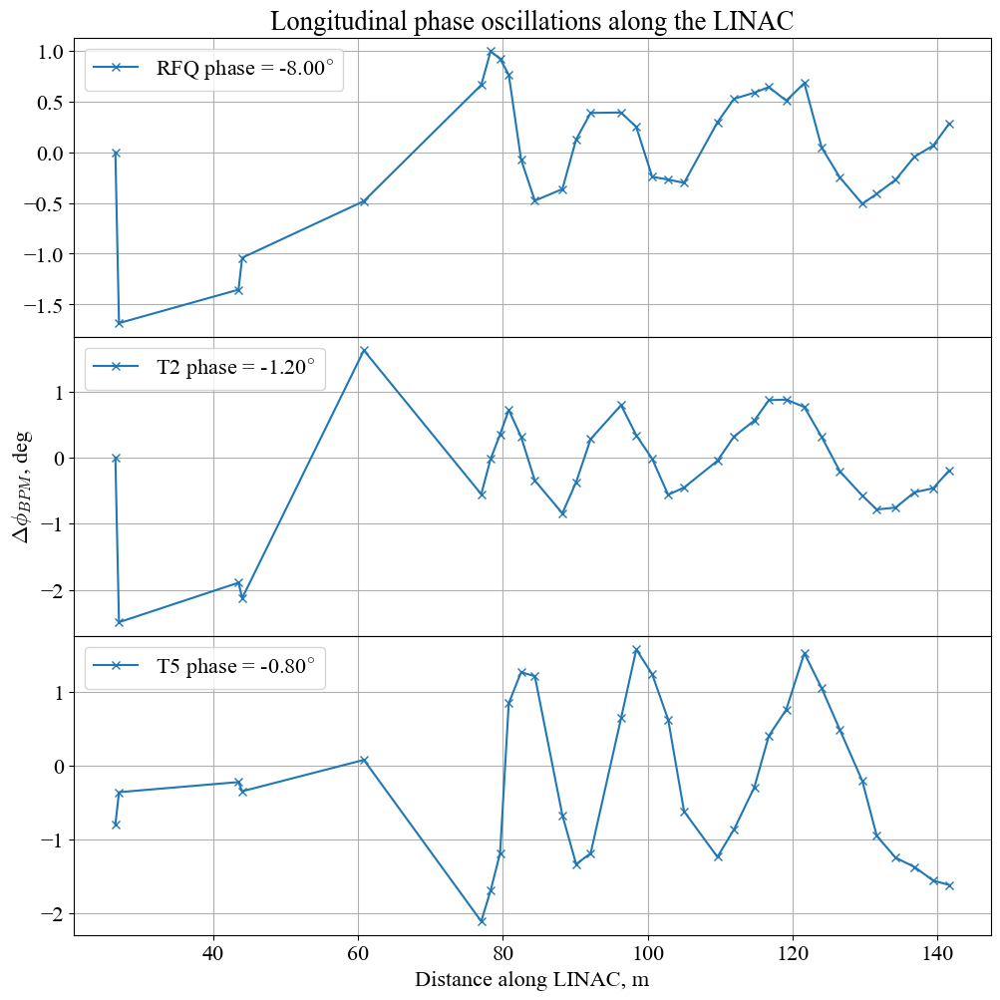 Longitudinal phase oscillations along the LINAC
RFQ phase = -8.00°
1.0
0.5
0.0
−0.5
−1.0
−1.5
T2 phase = -1.20°
1
0
−1
−2
Δϕ_BPM, deg
T5 phase = -0.80°
1
0
−1
−2
40 60 80 100 120 140
Distance along LINAC, m